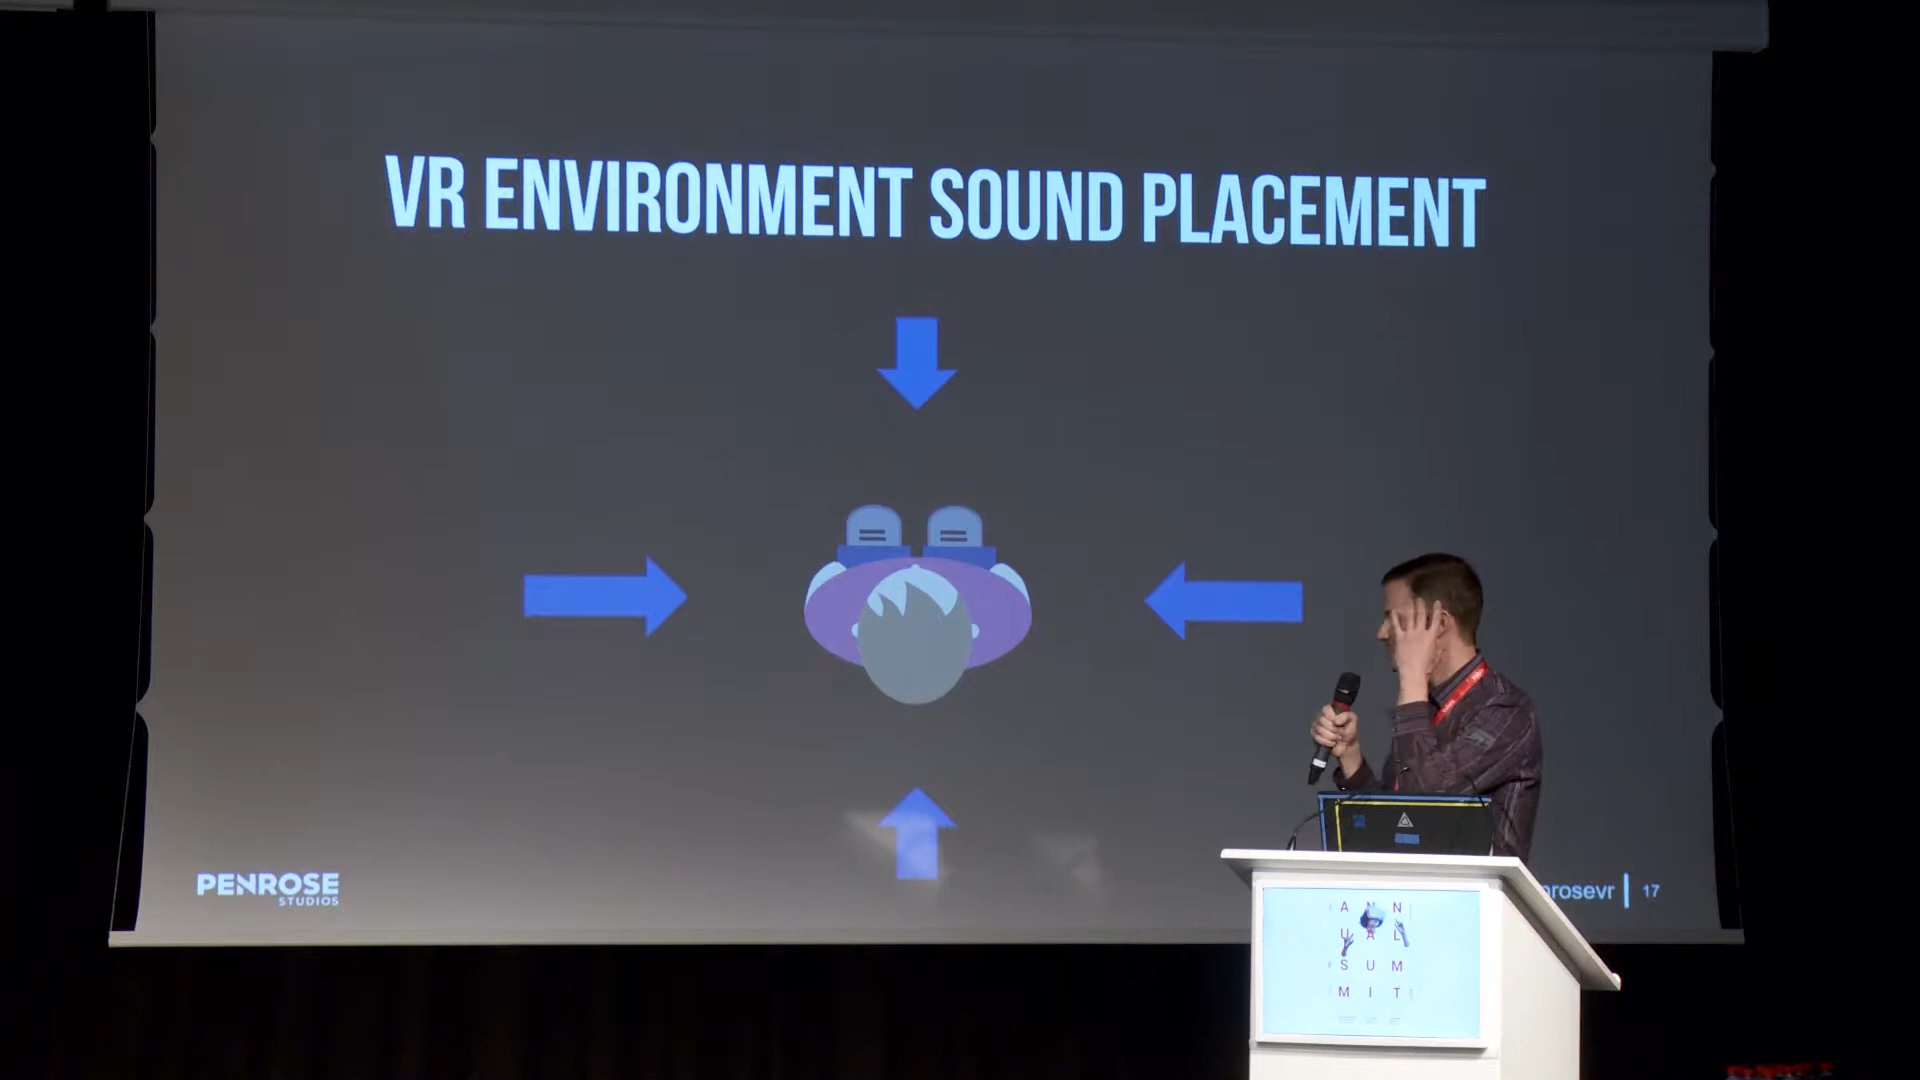 VR ENVIRONMENT SOUND PLACEMENT
PENROSE
STUDIOS
rosevr | 17
A N N
U A L
S U M
M I T